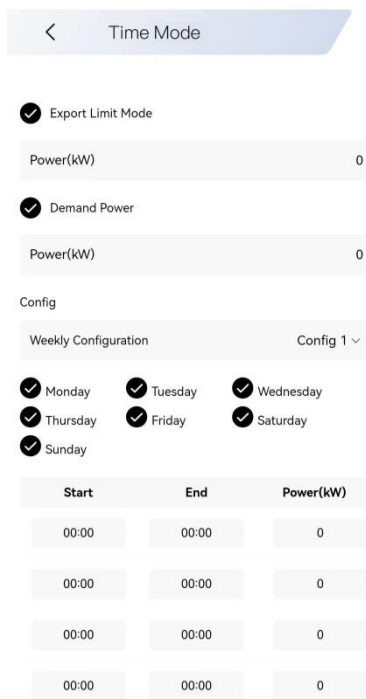 Time Mode
Export Limit Mode
Power(kW) 0
Demand Power
Power(kW) 0
Config
Weekly Configuration Config 1
Monday Tuesday Wednesday
Thursday Friday Saturday
Sunday
Start End Power(kW)
00:00 00:00 0
00:00 00:00 0
00:00 00:00 0
00:00 00:00 0